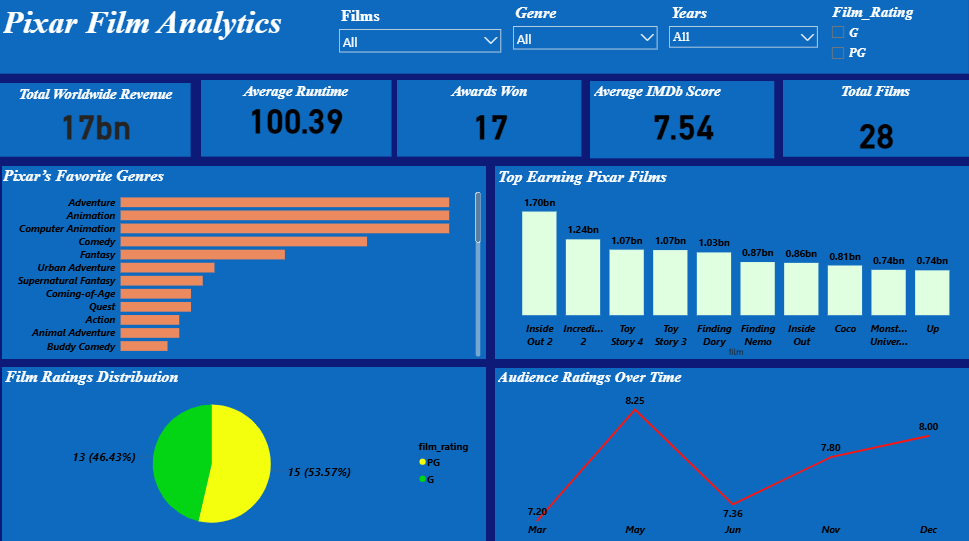 Pixar Film Analytics
Films
All
Genre
All
Years
All
Film_Rating
G
PG
Total Worldwide Revenue
17bn
Average Runtime
100.39
Awards Won
17
Average IMDb Score
7.54
Total Films
28
Pixar’s Favorite Genres
Adventure
Animation
Computer Animation
Comedy
Fantasy
Urban Adventure
Supernatural Fantasy
Coming-of-Age
Quest
Action
Animal Adventure
Buddy Comedy
Top Earning Pixar Films
1.70bn
1.24bn
1.07bn
1.07bn
1.03bn
0.87bn
0.86bn
0.81bn
0.74bn
0.74bn
Inside
Out 2
Incredi...
2
Toy
Story 4
Toy
Story 3
Finding
Dory
Finding
Nemo
Inside
Out
Coco
Monst...
Univer...
Up
film
Film Ratings Distribution
13 (46.43%)
15 (53.57%)
film_rating
PG
G
Audience Ratings Over Time
7.20
8.25
7.36
7.80
8.00
Mar
May
Jun
Nov
Dec